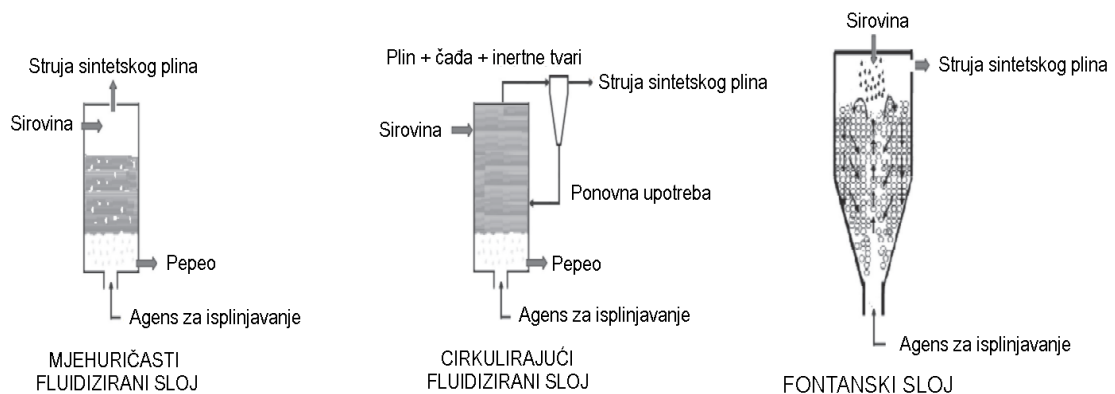 Struja sintetskog plina
Sirovina
Pepeo
Agens za isplinjavanje
MJEHURIČASTI
FLUIDIZIRANI SLOJ
Plin + čađa + inertne tvari
Struja sintetskog plina
Sirovina
Ponovna upotreba
Pepeo
Agens za isplinjavanje
CIRKULIRAJUĆI
FLUIDIZIRANI SLOJ
Sirovina
Struja sintetskog plina
Agens za isplinjavanje
FONTANSKI SLOJ